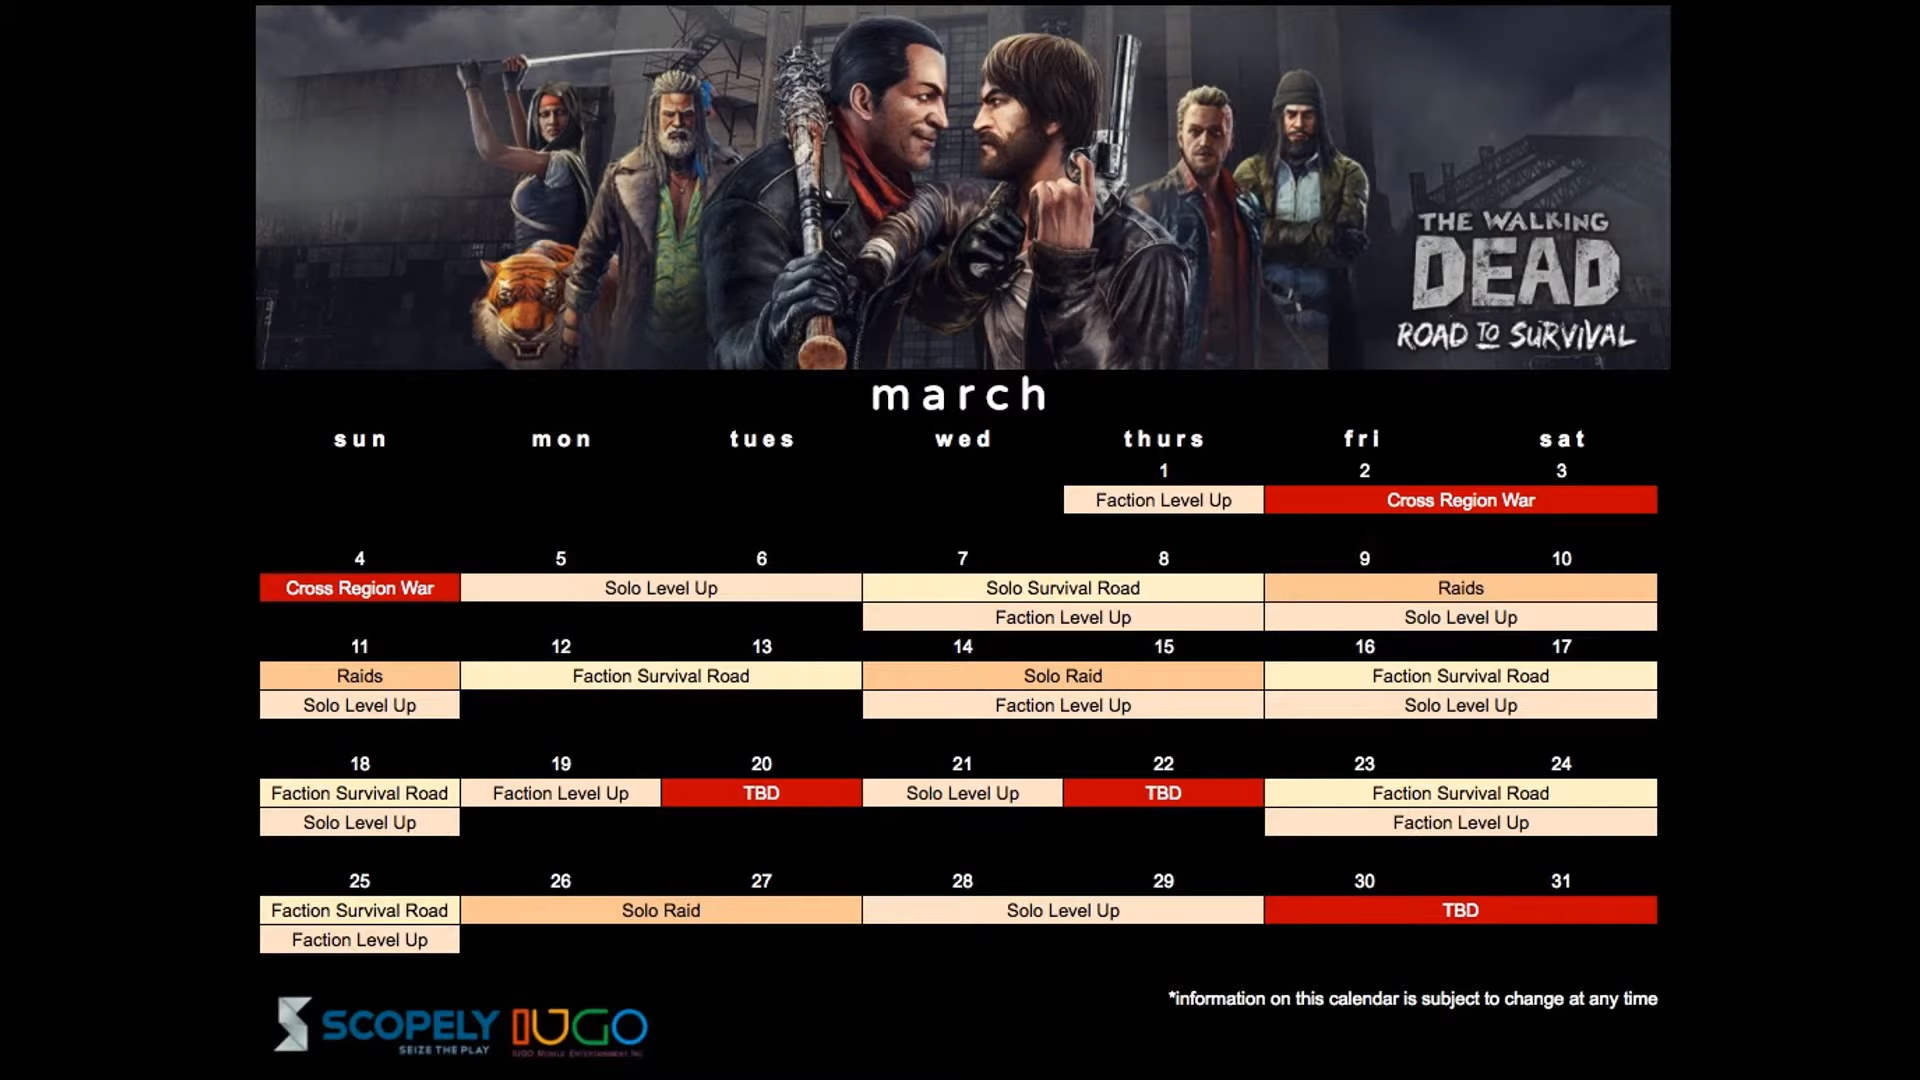 THE WALKING
DEAD
ROAD TO SURVIVAL
march
sun mon tues wed thurs fri sat
1 2 3
Faction Level Up Cross Region War
4 5 6 7 8 9 10
Cross Region War Solo Level Up Solo Survival Road Raids
Faction Level Up Solo Level Up
11 12 13 14 15 16 17
Raids Faction Survival Road Solo Raid Faction Survival Road
Solo Level Up Faction Level Up Solo Level Up
18 19 20 21 22 23 24
Faction Survival Road Faction Level Up TBD Solo Level Up TBD Faction Survival Road
Solo Level Up Faction Level Up
25 26 27 28 29 30 31
Faction Survival Road Solo Raid Solo Level Up TBD
Faction Level Up
*information on this calendar is subject to change at any time
SCOPELY IUGO
SEIZE THE PLAY IUGO MOBILE ENTERTAINMENT INC